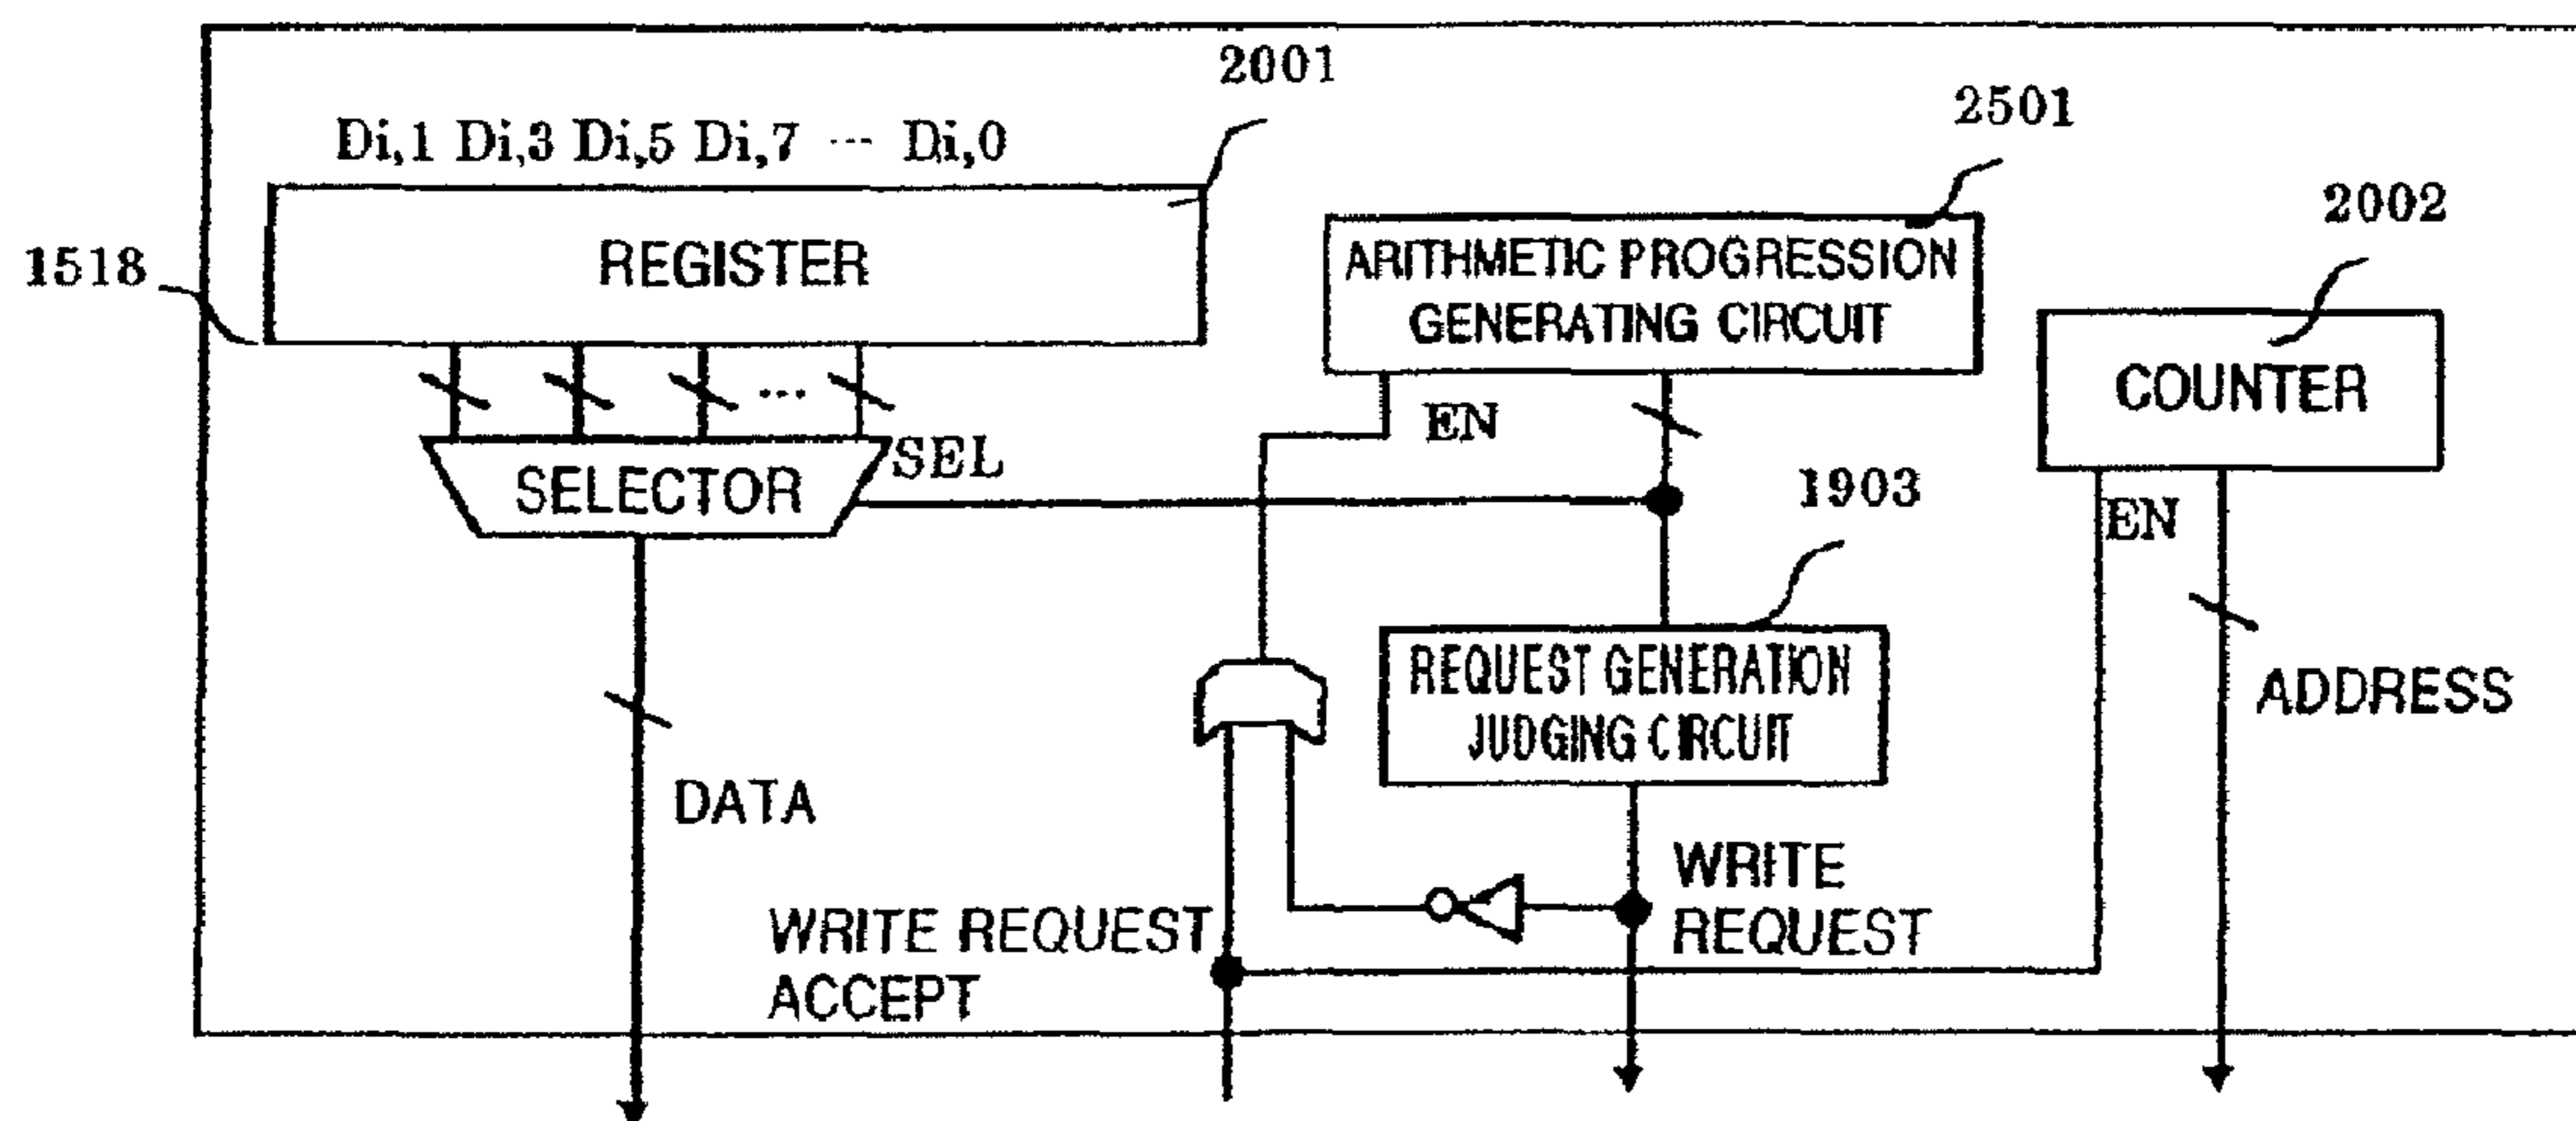 2001
2501
Di,1 Di,3 Di,5 Di,7 ... Di,0
2002
1518
REGISTER
ARITHMETIC PROGRESSION
GENERATING CIRCUIT
COUNTER
...
EN
SEL
SELECTOR
1903
EN
REQUEST GENERATION
JUDGING CIRCUIT
ADDRESS
DATA
WRITE
REQUEST
WRITE REQUEST
ACCEPT